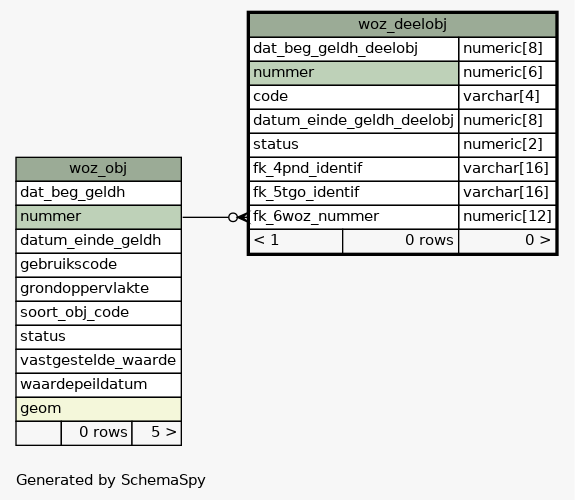 woz_deelobj
dat_beg_geldh_deelobj numeric[8]
nummer numeric[6]
code varchar[4]
datum_einde_geldh_deelobj numeric[8]
status numeric[2]
fk_4pnd_identif varchar[16]
fk_5tgo_identif varchar[16]
fk_6woz_nummer numeric[12]
< 1 0 rows 0 >
woz_obj
dat_beg_geldh
nummer
datum_einde_geldh
gebruikscode
grondoppervlakte
soort_obj_code
status
vastgestelde_waarde
waardepeildatum
geom
0 rows 5 >
Generated by SchemaSpy